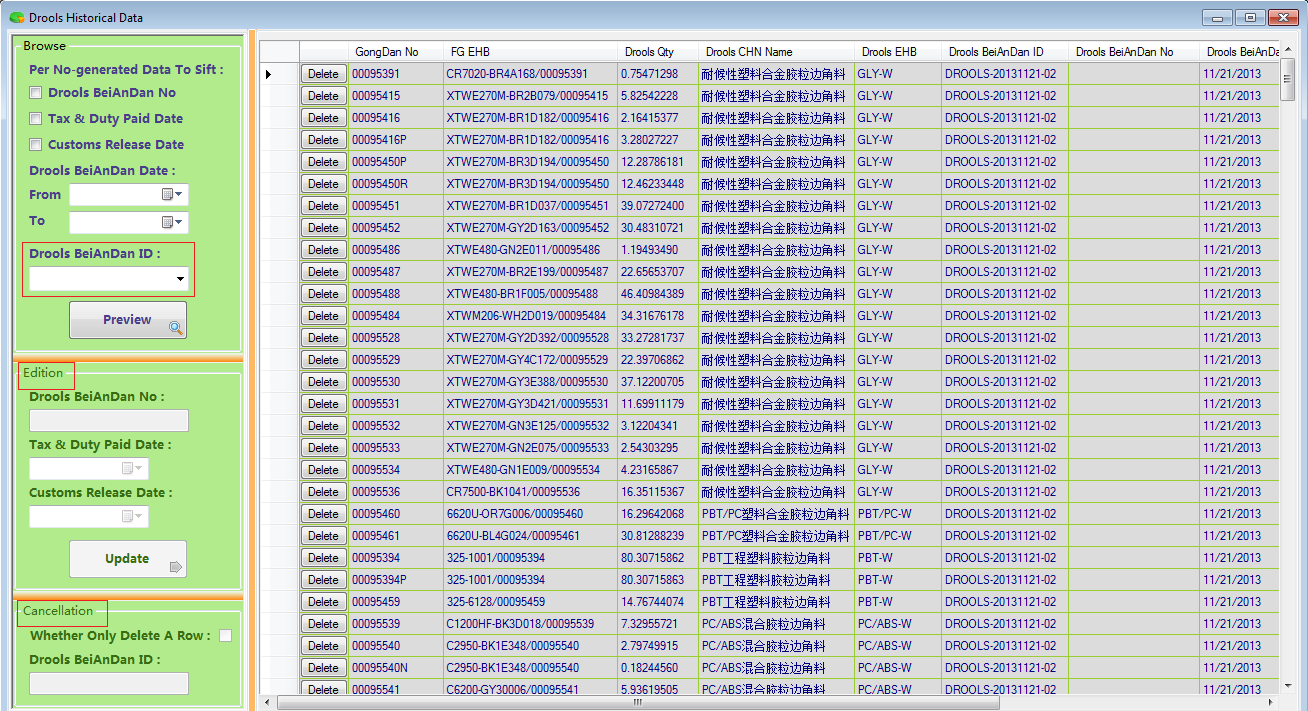 Drools Historical Data
Browse
Per No-generated Data To Sift :
Drools BeiAnDan No
Tax & Duty Paid Date
Customs Release Date
Drools BeiAnDan Date :
From
To
Drools BeiAnDan ID :
Preview
Edition
Drools BeiAnDan No :
Tax & Duty Paid Date :
Customs Release Date :
Update
Cancellation
Whether Only Delete A Row :
Drools BeiAnDan ID :
GongDan No FG EHB Drools Qty Drools CHN Name Drools EHB Drools BeiAnDan ID Drools BeiAnDan No Drools BeiAnDa
Delete 00095391 CR7020-BR4A168/00095391 0.75471298 耐候性塑料合金胶粒边角料 GLY-W DROOLS-20131121-02 11/21/2013
Delete 00095415 XTWE270M-BR2B079/00095415 5.82542228 耐候性塑料合金胶粒边角料 GLY-W DROOLS-20131121-02 11/21/2013
Delete 00095416 XTWE270M-BR1D182/00095416 2.16415377 耐候性塑料合金胶粒边角料 GLY-W DROOLS-20131121-02 11/21/2013
Delete 00095416P XTWE270M-BR1D182/00095416 3.28027227 耐候性塑料合金胶粒边角料 GLY-W DROOLS-20131121-02 11/21/2013
Delete 00095450P XTWE270M-BR3D194/00095450 12.28786181 耐候性塑料合金胶粒边角料 GLY-W DROOLS-20131121-02 11/21/2013
Delete 00095450R XTWE270M-BR3D194/00095450 12.46233448 耐候性塑料合金胶粒边角料 GLY-W DROOLS-20131121-02 11/21/2013
Delete 00095451 XTWE270M-BR1D037/00095451 39.07272400 耐候性塑料合金胶粒边角料 GLY-W DROOLS-20131121-02 11/21/2013
Delete 00095452 XTWE270M-GY2D163/00095452 30.48310721 耐候性塑料合金胶粒边角料 GLY-W DROOLS-20131121-02 11/21/2013
Delete 00095486 XTWE480-GN2E011/00095486 1.19493490 耐候性塑料合金胶粒边角料 GLY-W DROOLS-20131121-02 11/21/2013
Delete 00095487 XTWE270M-BR2E199/00095487 22.65653707 耐候性塑料合金胶粒边角料 GLY-W DROOLS-20131121-02 11/21/2013
Delete 00095488 XTWE480-BR1F005/00095488 46.40984389 耐候性塑料合金胶粒边角料 GLY-W DROOLS-20131121-02 11/21/2013
Delete 00095484 XTWM206-WH2D019/00095484 34.31676178 耐候性塑料合金胶粒边角料 GLY-W DROOLS-20131121-02 11/21/2013
Delete 00095528 XTWE270M-GY2D392/00095528 33.27281737 耐候性塑料合金胶粒边角料 GLY-W DROOLS-20131121-02 11/21/2013
Delete 00095529 XTWE270M-GY4C172/00095529 22.39706862 耐候性塑料合金胶粒边角料 GLY-W DROOLS-20131121-02 11/21/2013
Delete 00095530 XTWE270M-GY3E388/00095530 37.12200705 耐候性塑料合金胶粒边角料 GLY-W DROOLS-20131121-02 11/21/2013
Delete 00095531 XTWE270M-GY3D421/00095531 11.69911179 耐候性塑料合金胶粒边角料 GLY-W DROOLS-20131121-02 11/21/2013
Delete 00095532 XTWE270M-GN3E125/00095532 3.12204341 耐候性塑料合金胶粒边角料 GLY-W DROOLS-20131121-02 11/21/2013
Delete 00095533 XTWE270M-GN2E075/00095533 2.54303295 耐候性塑料合金胶粒边角料 GLY-W DROOLS-20131121-02 11/21/2013
Delete 00095534 XTWE480-GN1E009/00095534 4.23165867 耐候性塑料合金胶粒边角料 GLY-W DROOLS-20131121-02 11/21/2013
Delete 00095536 CR7500-BK1041/00095536 16.35115367 耐候性塑料合金胶粒边角料 GLY-W DROOLS-20131121-02 11/21/2013
Delete 00095460 6620U-OR7G006/00095460 16.29642068 PBT/PC塑料合金胶粒边角料 PBT/PC-W DROOLS-20131121-02 11/21/2013
Delete 00095461 6620U-BL4G024/00095461 30.81288239 PBT/PC塑料合金胶粒边角料 PBT/PC-W DROOLS-20131121-02 11/21/2013
Delete 00095394 325-1001/00095394 80.30715862 PBT工程塑料胶粒边角料 PBT-W DROOLS-20131121-02 11/21/2013
Delete 00095394P 325-1001/00095394 80.30715863 PBT工程塑料胶粒边角料 PBT-W DROOLS-20131121-02 11/21/2013
Delete 00095459 325-6128/00095459 14.76744074 PBT工程塑料胶粒边角料 PBT-W DROOLS-20131121-02 11/21/2013
Delete 00095539 C1200HF-BK3D018/00095539 7.32955721 PC/ABS混合胶粒边角料 PC/ABS-W DROOLS-20131121-02 11/21/2013
Delete 00095540 C2950-BK1E348/00095540 2.79749915 PC/ABS混合胶粒边角料 PC/ABS-W DROOLS-20131121-02 11/21/2013
Delete 00095540N C2950-BK1E348/00095540 0.18244560 PC/ABS混合胶粒边角料 PC/ABS-W DROOLS-20131121-02 11/21/2013
Delete 00095541 C6200-GY30006/00095541 5.93619505 PC/ABS混合胶粒边角料 PC/ABS-W DROOLS-20131121-02 11/21/2013